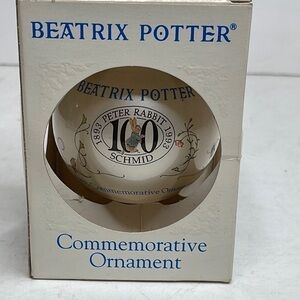 BEATRIX POTTER®
BEATRIX POTTER
1893 PETER RABBIT 1993
100
SCHMID
Commemorative
Commemorative
Ornament